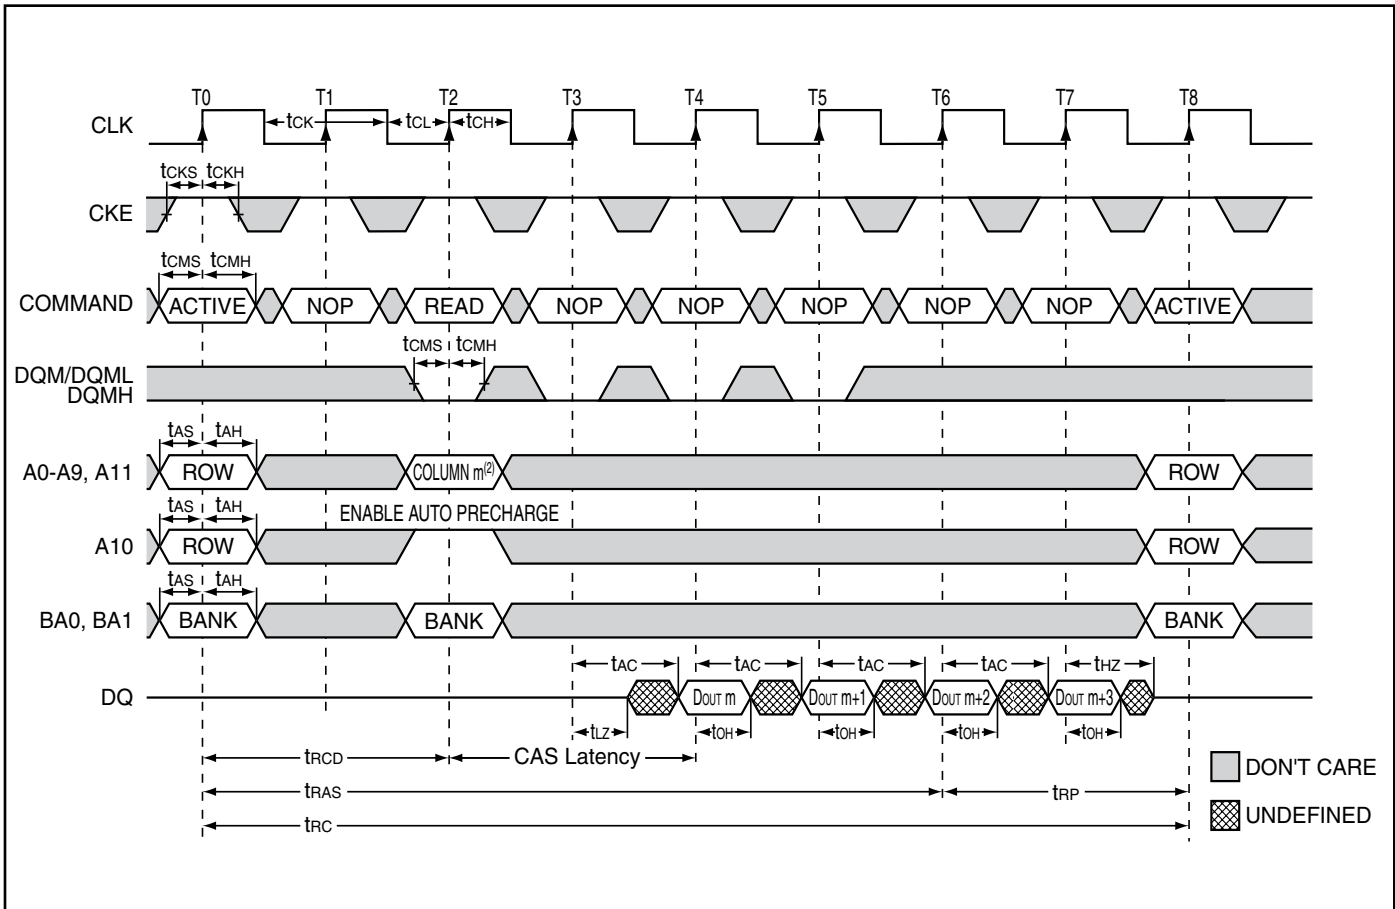 T0 T1 T2 T3 T4 T5 T6 T7 T8
CLK tCK tCL tCH
tCKS tCKH
CKE
tCMS tCMH
COMMAND ACTIVE NOP READ NOP NOP NOP NOP NOP ACTIVE
tCMS tCMH
DQM/DQML
DQMH
tAS tAH
A0-A9, A11 ROW COLUMN m(2) ROW
tAS tAH ENABLE AUTO PRECHARGE
A10 ROW ROW
tAS tAH
BA0, BA1 BANK BANK BANK
tAC tAC tAC tAC tHZ
DQ DOUT m DOUT m+1 DOUT m+2 DOUT m+3
tLZ tOH tOH tOH tOH
tRCD CAS Latency
DON'T CARE
tRAS tRP
UNDEFINED
tRC